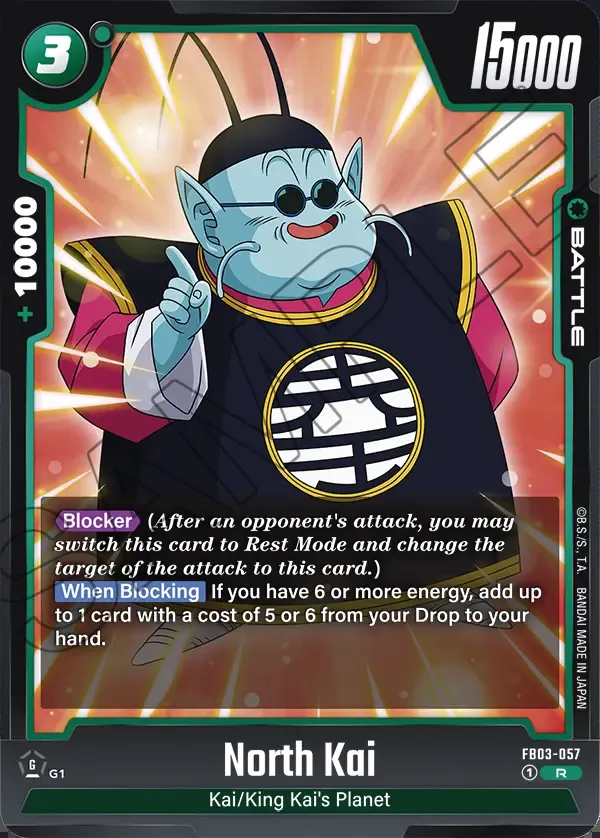 3
15000
+10000
BATTLE
SAMPLE
界王
Blocker (After an opponent's attack, you may
switch this card to Rest Mode and change the
target of the attack to this card.)
When Blocking If you have 6 or more energy, add up
to 1 card with a cost of 5 or 6 from your Drop to your
hand.
©B.S./S., T.A. BANDAI MADE IN JAPAN
G G1
North Kai
FB03-057
1 R
Kai/King Kai's Planet